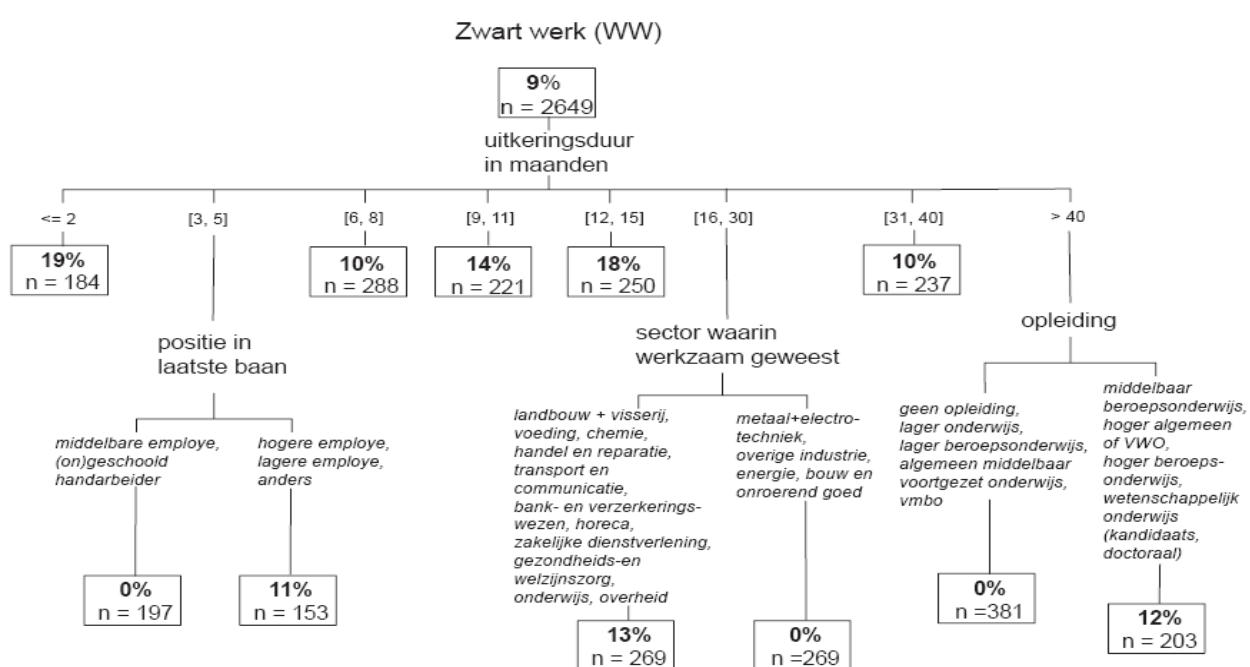 Zwart werk (WW)
9%
n = 2649
uitkeringsduur
in maanden
<= 2
[3, 5]
[6, 8]
[9, 11]
[12, 15]
[16, 30]
[31, 40]
> 40
19%
n = 184
10%
n = 288
14%
n = 221
18%
n = 250
10%
n = 237
positie in
laatste baan
sector waarin
werkzaam geweest
opleiding
middelbare employe,
(on)geschoold
handarbeider
hogere employe,
lagere employe,
anders
landbouw + visserij,
voeding, chemie,
handel en reparatie,
transport en
communicatie,
bank- en verzerkerings-
wezen, horeca,
zakelijke dienstverlening,
gezondheids-en
welzijnszorg,
onderwijs, overheid
metaal+electro-
techniek,
overige industrie,
energie, bouw en
onroerend goed
geen opleiding,
lager onderwijs,
lager beroepsonderwijs,
algemeen middelbaar
voortgezet onderwijs,
vmbo
middelbaar
beroepsonderwijs,
hoger algemeen
of VWO,
hoger beroeps-
onderwijs,
wetenschappelijk
onderwijs
(kandidaats,
doctoraal)
0%
n = 197
11%
n = 153
13%
n = 269
0%
n =269
0%
n =381
12%
n = 203